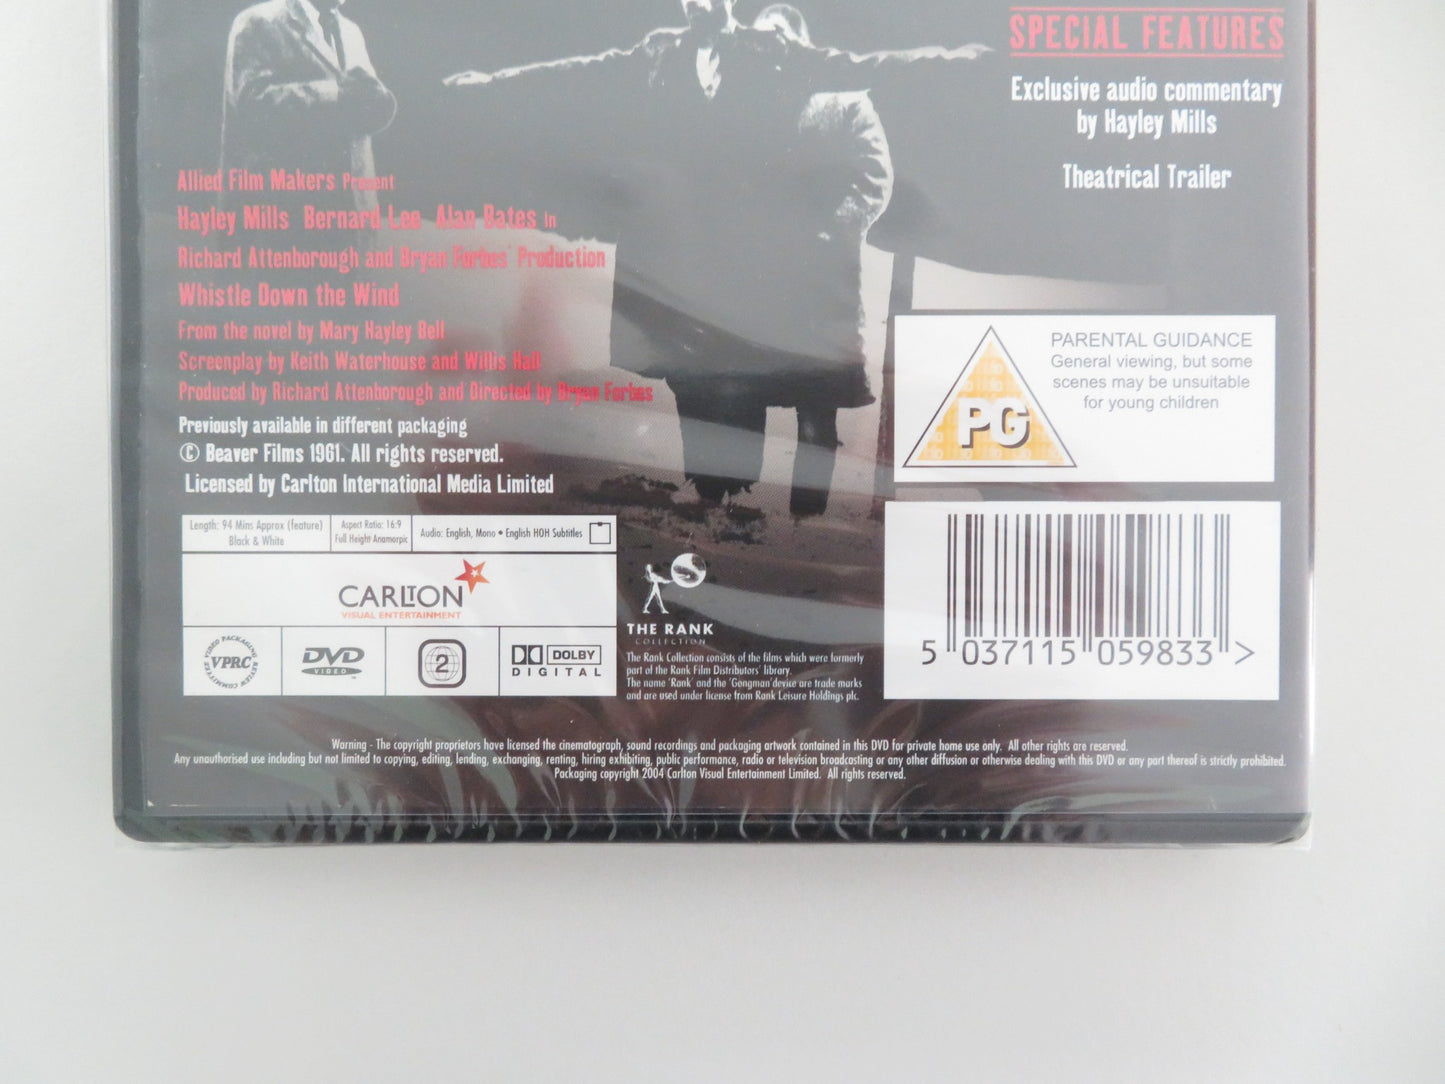 SPECIAL FEATURES
Exclusive audio commentary
by Hayley Mills
Theatrical Trailer
Allied Film Makers Present
Hayley Mills Bernard Lee Alan Bates in
Richard Attenborough and Bryan Forbes' Production
Whistle Down the Wind
From the novel by Mary Hayley Bell
Screenplay by Keith Waterhouse and Willis Hall
Produced by Richard Attenborough and Directed by Bryan Forbes
Previously available in different packaging
© Beaver Films 1961. All rights reserved.
Licensed by Carlton International Media Limited
PARENTAL GUIDANCE
General viewing, but some
scenes may be unsuitable
for young children
PG
Length: 94 Mins Approx (feature)
Black & White
Aspect Ratio: 16:9
Full Height Anamorpic
Audio: English, Mono • English HOH Subtitles
CARLTON
VISUAL ENTERTAINMENT
VIDEO PACKAGING REVIEW COMMITTEE
VPRC
DVD
VIDEO
2
DOLBY
DIGITAL
THE RANK
COLLECTION
The Rank Collection consists of the films which were formerly
part of the Rank Film Distributors' library.
The name 'Rank' and the 'Gongman'device are trade marks
and are used under license from Rank Leisure Holdings plc.
5 037115 059833 >
Warning - The copyright proprietors have licensed the cinematograph, sound recordings and packaging artwork contained in this DVD for private home use only. All other rights are reserved.
Any unauthorised use including but not limited to copying, editing, lending, exchanging, renting, hiring exhibiting, public performance, radio or television broadcasting or any other diffusion or otherwise dealing with this DVD or any part thereof is strictly prohibited.
Packaging copyright 2004 Carlton Visual Entertainment Limited. All rights reserved.